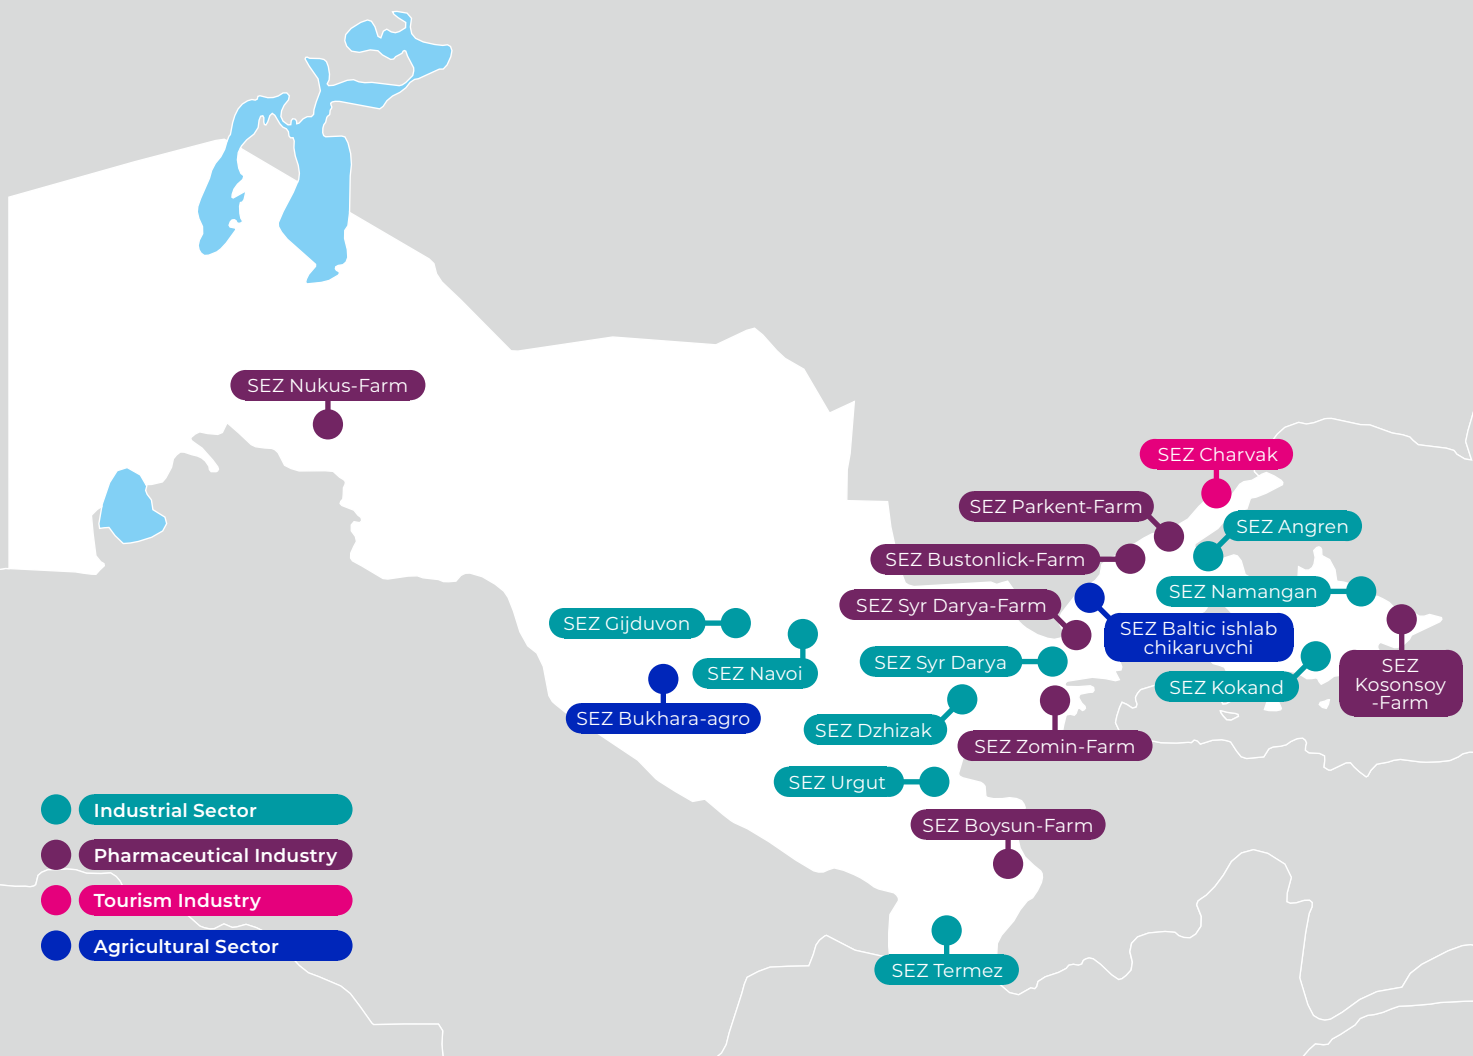 SEZ Nukus-Farm
SEZ Charvak
SEZ Parkent-Farm
SEZ Angren
SEZ Bustonlick-Farm
SEZ Namangan
SEZ Syr Darya-Farm
SEZ Gijduvon
SEZ Baltic ishlab
chikaruvchi
SEZ Syr Darya
SEZ Navoi
SEZ Kokand
SEZ
Kosonsoy
-Farm
SEZ Bukhara-agro
SEZ Dzhizak
SEZ Zomin-Farm
SEZ Urgut
SEZ Boysun-Farm
SEZ Termez
Industrial Sector
Pharmaceutical Industry
Tourism Industry
Agricultural Sector